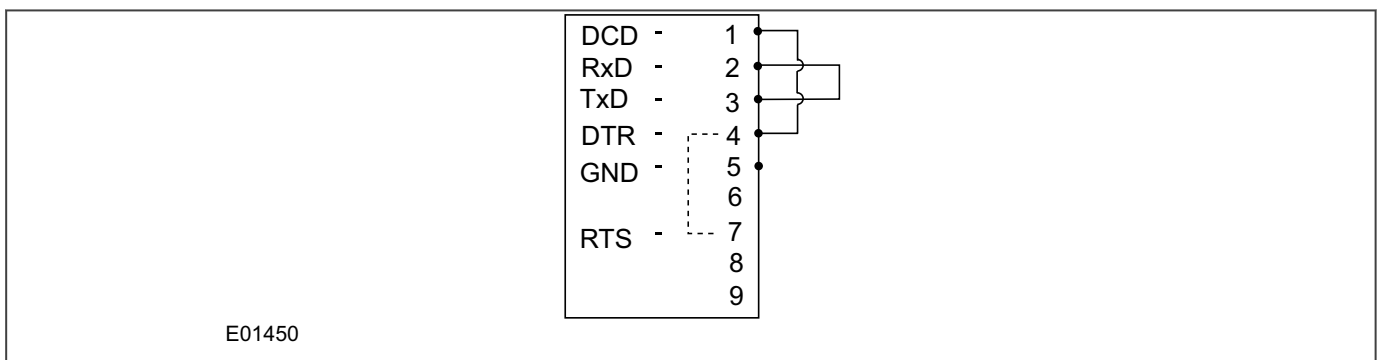 DCD - 1
RxD - 2
TxD - 3
DTR - 4
GND - 5
6
RTS - 7
8
9
E01450